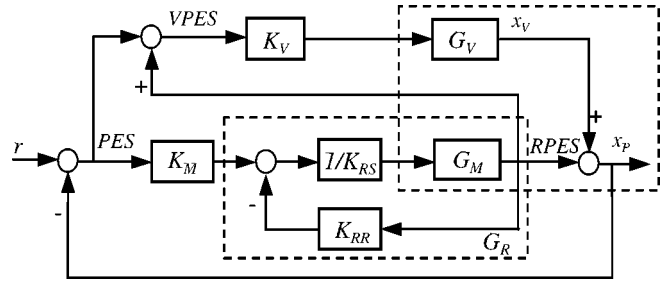 VPES
K_V
G_V
x_V
+
+
r
PES
K_M
1/K_RS
G_M
RPES
x_P
-
-
K_RR
G_R